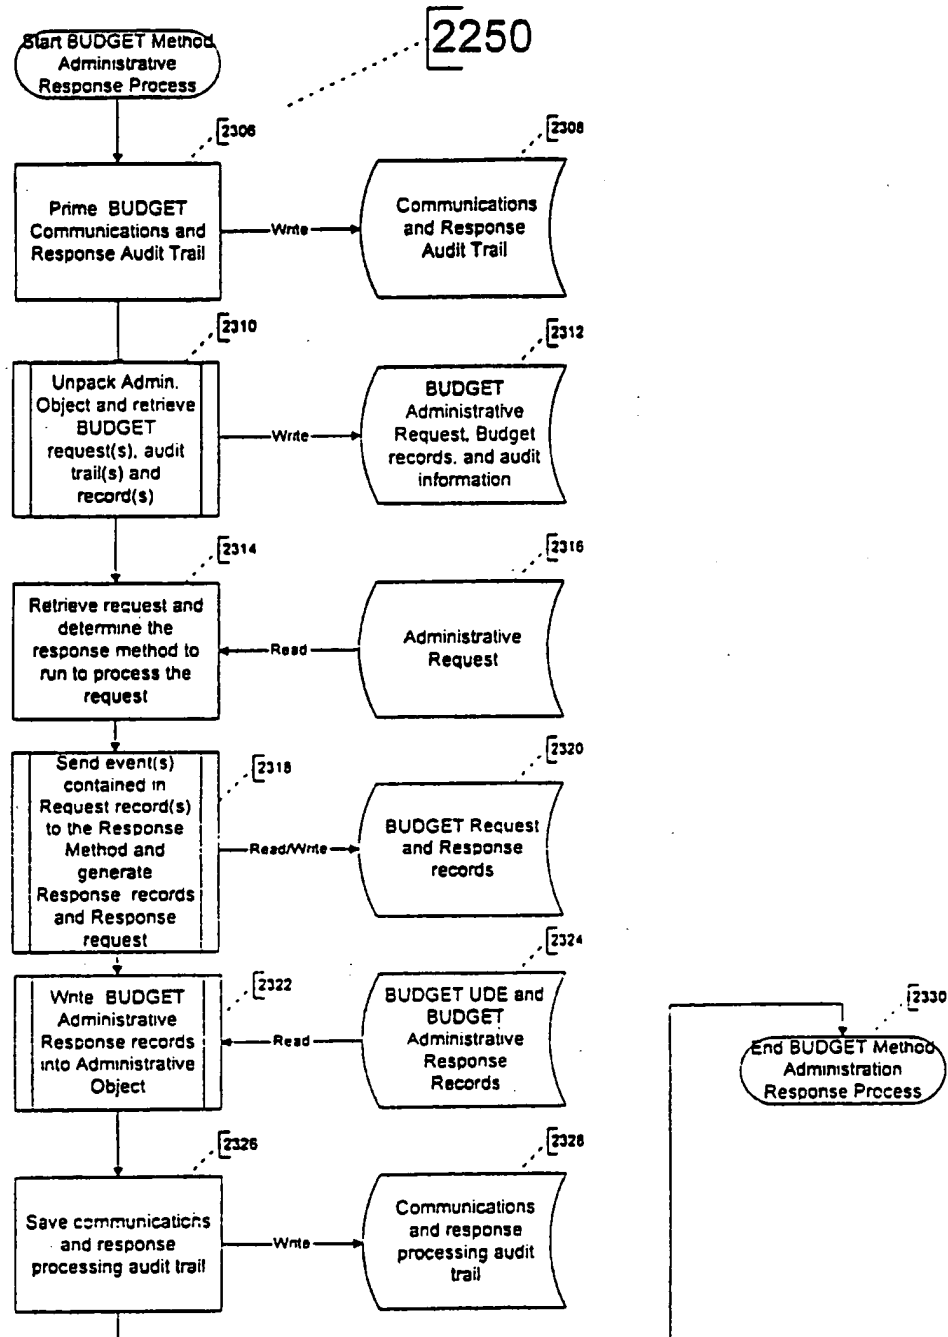 2250
Start BUDGET Method
Administrative
Response Process
2306
Prime BUDGET
Communications and
Response Audit Trail
Write
2308
Communications
and Response
Audit Trail
2310
Unpack Admin.
Object and retrieve
BUDGET
request(s), audit
trail(s) and
record(s)
Write
2312
BUDGET
Administrative
Request, Budget
records, and audit
information
2314
Retrieve request and
determine the
response method to
run to process the
request
Read
2316
Administrative
Request
2318
Send event(s)
contained in
Request record(s)
to the Response
Method and
generate
Response records
and Response
request
Read/Write
2320
BUDGET Request
and Response
records
2322
Write BUDGET
Administrative
Response records
into Administrative
Object
Read
2324
BUDGET UDE and
BUDGET
Administrative
Response
Records
2326
Save communications
and response
processing audit trail
Write
2328
Communications
and response
processing audit
trail
2330
End BUDGET Method
Administration
Response Process